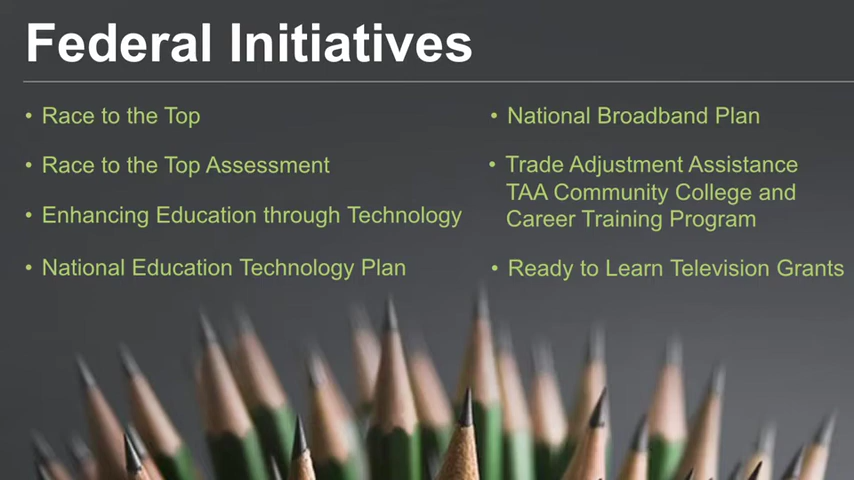 Federal Initiatives
• Race to the Top
• Race to the Top Assessment
• Enhancing Education through Technology
• National Education Technology Plan
• National Broadband Plan
• Trade Adjustment Assistance
TAA Community College and
Career Training Program
• Ready to Learn Television Grants